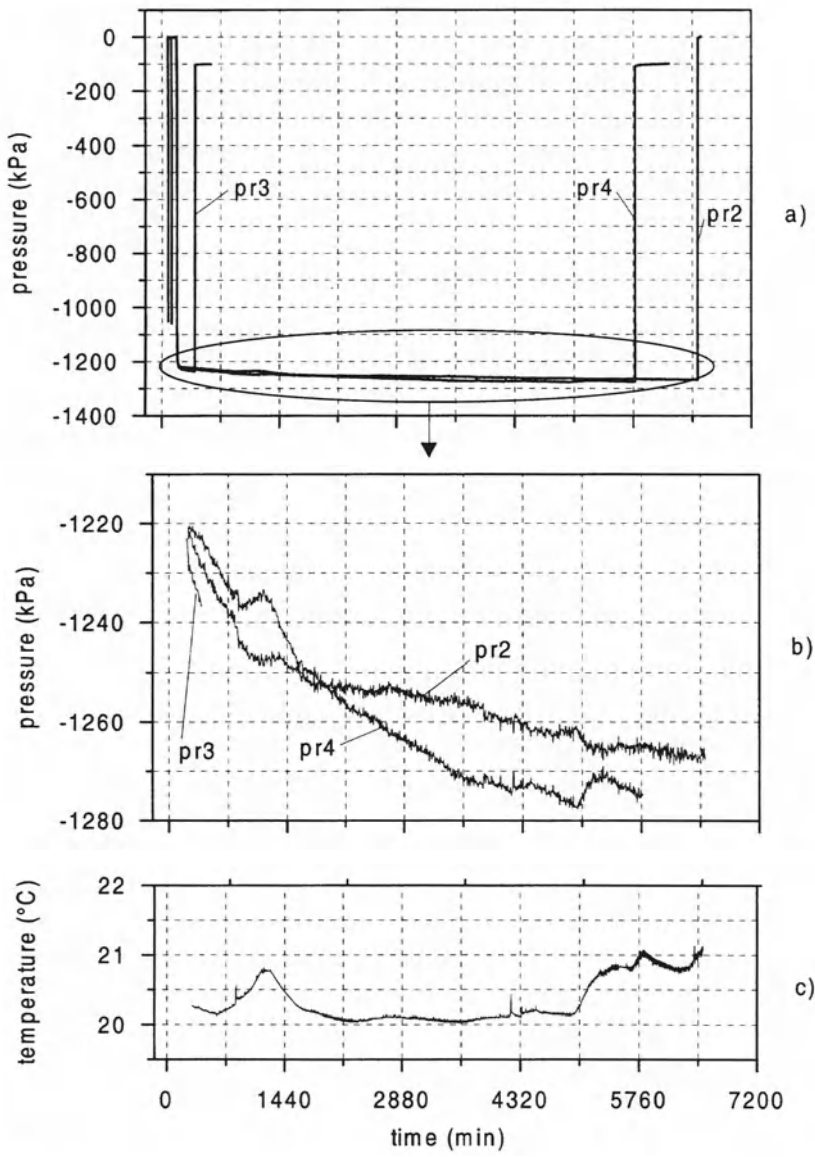 0
-200
-400
-600
-800
-1000
-1200
-1400
pressure (kPa)
pr3
pr4
pr2
a)
-1220
-1240
-1260
-1280
pressure (kPa)
pr2
pr3
pr4
b)
22
21
20
temperature (°C)
c)
0 1440 2880 4320 5760 7200
time (min)